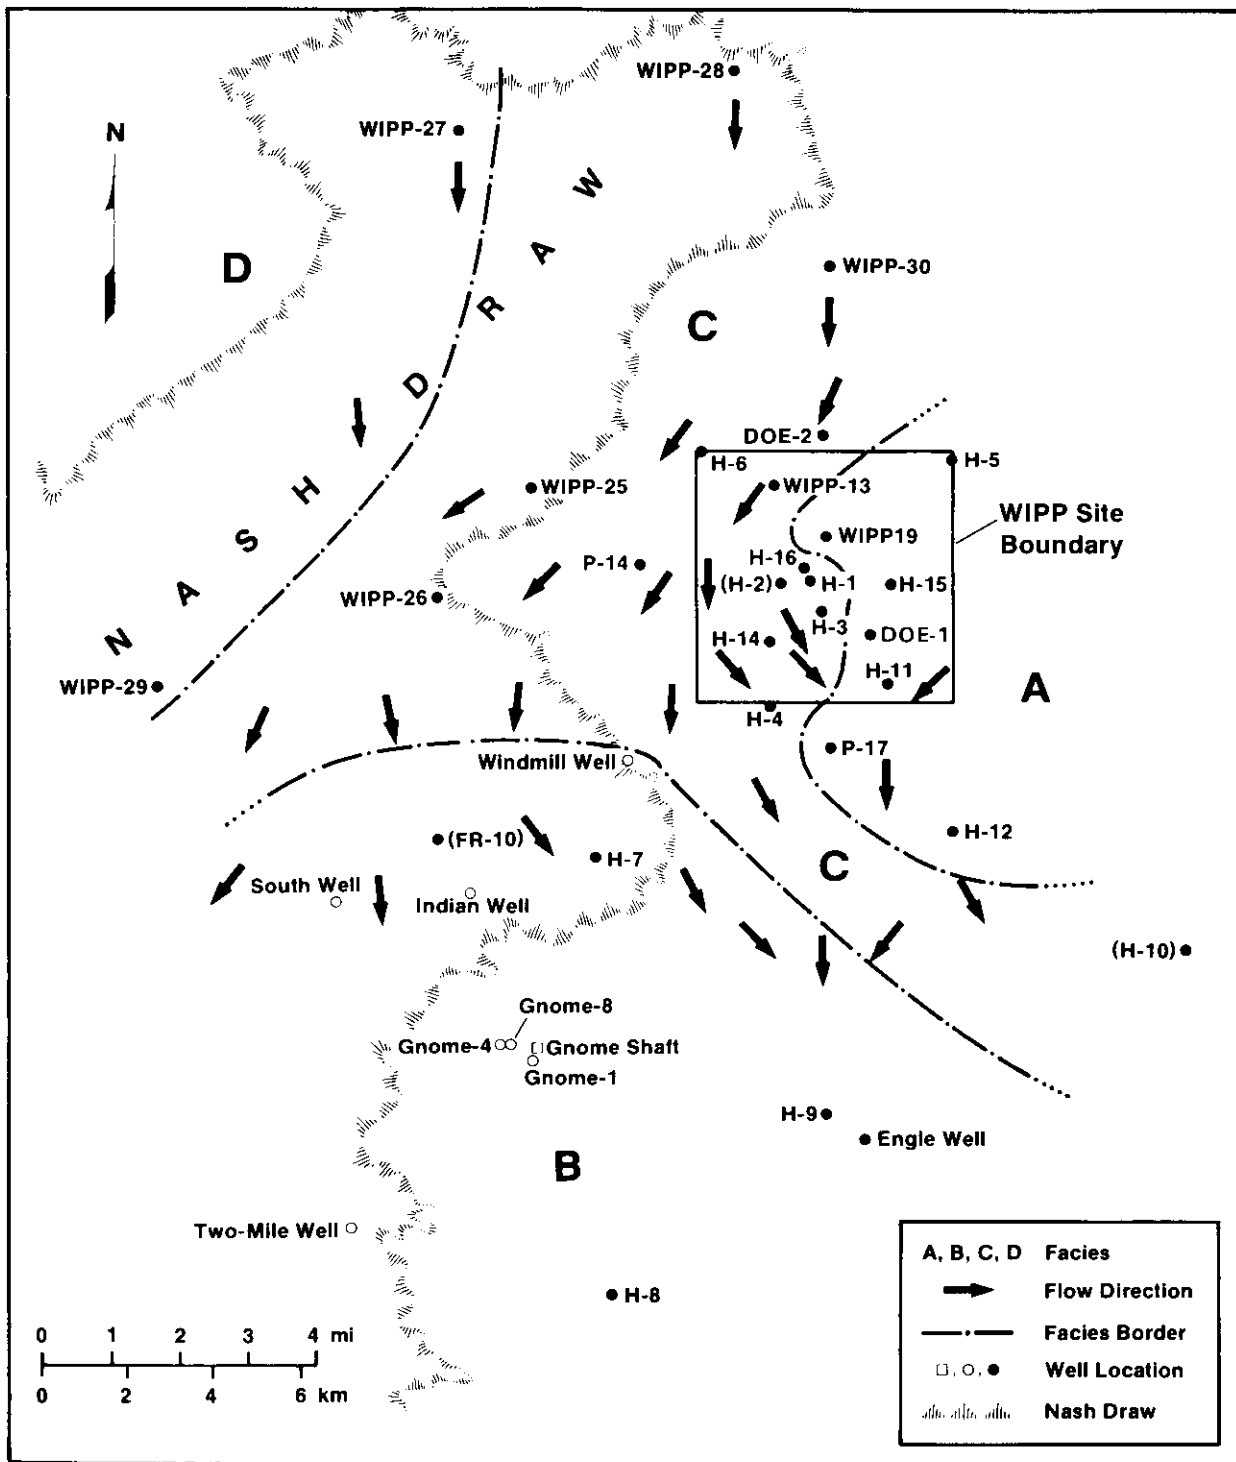 WIPP-28
WIPP-27
N
NASH DRAW
D
WIPP-30
C
DOE-2
H-6
H-5
WIPP-25
WIPP-13
WIPP Site
Boundary
WIPP19
P-14
H-16
(H-2)
H-1
H-15
WIPP-26
H-3
H-14
DOE-1
H-11
WIPP-29
A
H-4
P-17
Windmill Well
(FR-10)
H-7
H-12
C
South Well
Indian Well
(H-10)
Gnome-8
Gnome-4
Gnome Shaft
Gnome-1
H-9
Engle Well
B
Two-Mile Well
H-8
0 1 2 3 4 mi
0 2 4 6 km
A, B, C, D Facies
Flow Direction
Facies Border
Well Location
Nash Draw